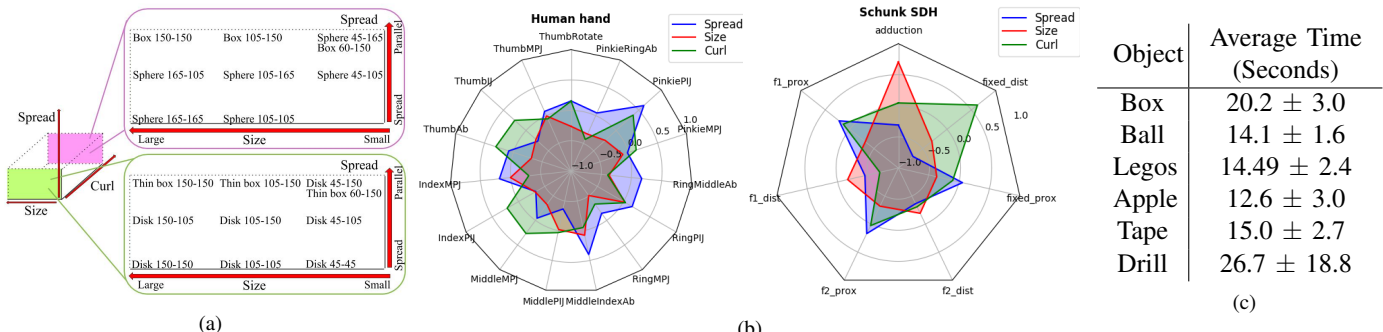 Spread
Box 150-150 Box 105-150 Sphere 45-165
Box 60-150
Parallel
Sphere 165-105 Sphere 105-165 Sphere 45-105
Sphere 165-165 Sphere 105-105
Spread
Large Size Small
Spread
Curl
Size
Spread
Thin box 150-150 Thin box 105-150 Disk 45-150
Thin box 60-150
Parallel
Disk 150-105 Disk 105-150 Disk 45-105
Disk 150-150 Disk 105-105 Disk 45-45
Spread
Large Size Small
(a)
Human hand
Spread
Size
Curl
ThumbRotate
ThumbMPJ
PinkieRingAb
ThumbIJ
PinkiePIJ
ThumbAb
PinkieMPJ
IndexMPJ
RingMiddleAb
IndexPIJ
RingPIJ
MiddleMPJ
RingMPJ
MiddlePIJ
MiddleIndexAb
1.0
0.5
0.0
−0.5
−1.0
Schunk SDH
Spread
Size
Curl
adduction
f1_prox
fixed_dist
f1_dist
fixed_prox
f2_prox
f2_dist
1.0
0.5
0.0
−0.5
−1.0
(b)
Object Average Time
(Seconds)
Box 20.2 ± 3.0
Ball 14.1 ± 1.6
Legos 14.49 ± 2.4
Apple 12.6 ± 3.0
Tape 15.0 ± 2.7
Drill 26.7 ± 18.8
(c)